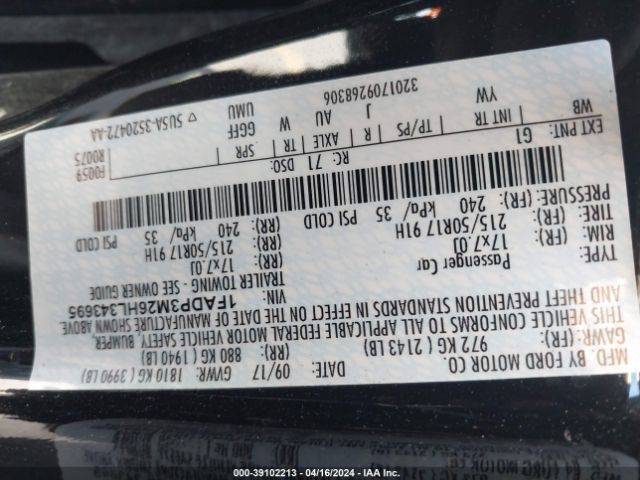 MFD. BY FORD MOTOR CO.
DATE: 09/17 GVWR: 1810 KG ( 3990 LB)
GAWR: (FR): 972 KG ( 2143 LB) (RR): 880 KG ( 1940 LB)
THIS VEHICLE CONFORMS TO ALL APPLICABLE FEDERAL MOTOR VEHICLE SAFETY, BUMPER,
AND THEFT PREVENTION STANDARDS IN EFFECT ON THE DATE OF MANUFACTURE SHOWN ABOVE
VIN: 1FADP3M26HL343695
TYPE: Passenger Car TRAILER TOWING - SEE OWNER GUIDE
RIM: (FR): 17x7.0J (RR): 17x7.0J
TIRE: (FR): 215/50R17 91H (RR): 215/50R17 91H
PRESSURE: (FR): 240 kPa/ 35 PSI COLD (RR): 240 kPa/ 35 PSI COLD
EXT PNT: G1 RC: 71 DSO: F0059
R0075
WB INT TR TP/PS R AXLE TR SPR
YW J AU W GGFF UMU
3201709268306 5U5A-3520472-AA
000-39102213 - 04/16/2024 - IAA, LLC